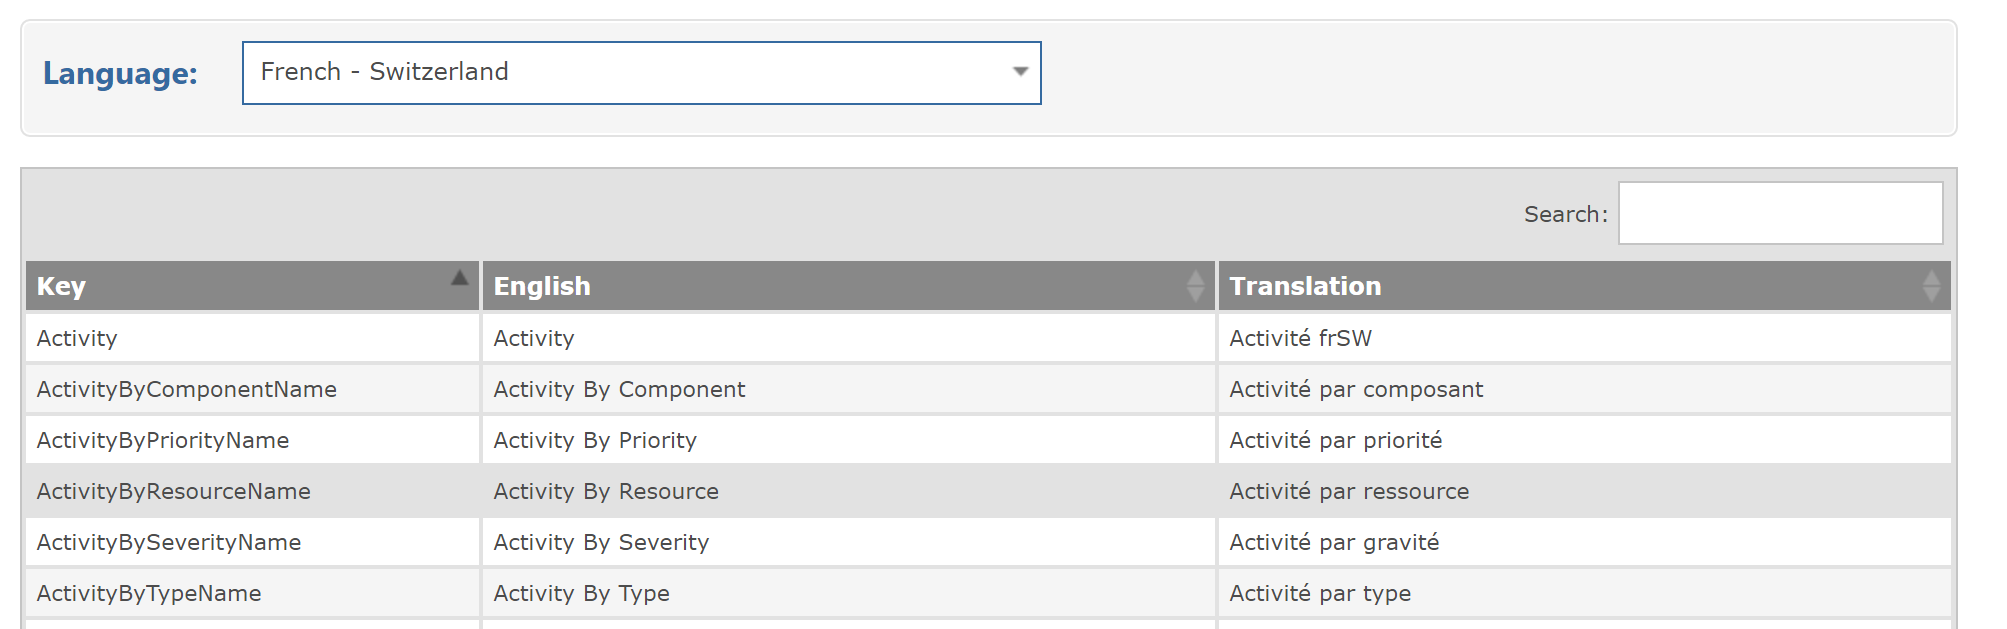 Language: French - Switzerland
Search:
Key English Translation
Activity Activity Activité frSW
ActivityByComponentName Activity By Component Activité par composant
ActivityByPriorityName Activity By Priority Activité par priorité
ActivityByResourceName Activity By Resource Activité par ressource
ActivityBySeverityName Activity By Severity Activité par gravité
ActivityByTypeName Activity By Type Activité par type